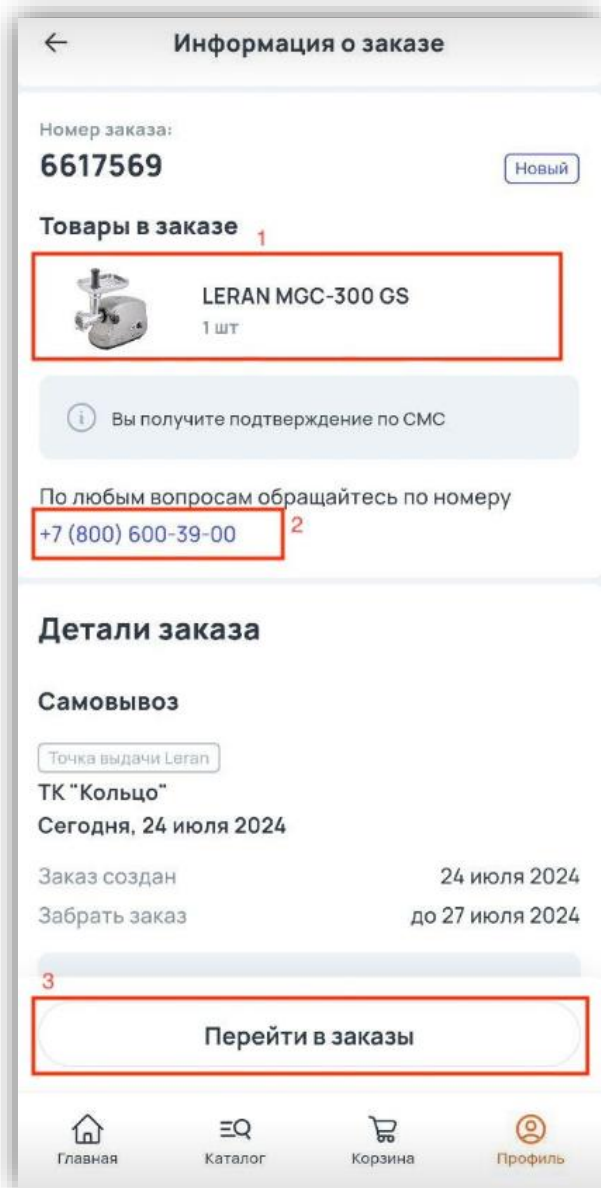 Информация о заказе
Номер заказа:
6617569
Новый
Товары в заказе
1
LERAN MGC-300 GS
1 шт
Вы получите подтверждение по СМС
По любым вопросам обращайтесь по номеру
+7 (800) 600-39-00
2
Детали заказа
Самовывоз
Точка выдачи Leran
ТК "Кольцо"
Сегодня, 24 июля 2024
Заказ создан 24 июля 2024
Забрать заказ до 27 июля 2024
3
Перейти в заказы
Главная Каталог Корзина Профиль